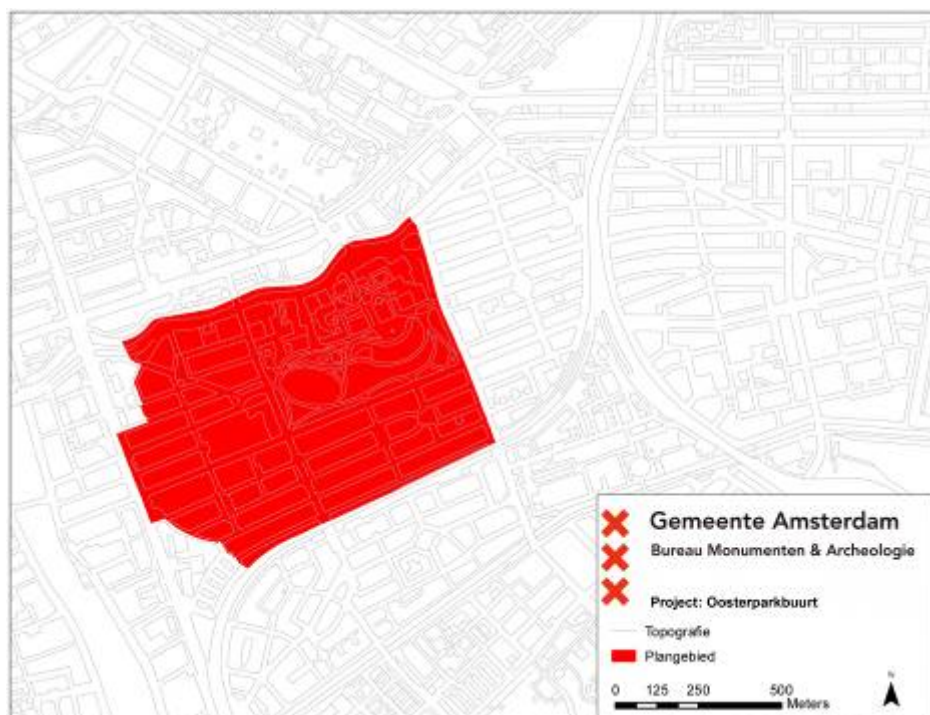 Gemeente Amsterdam
Bureau Monumenten & Archeologie
Project: Oosterparkbuurt
Topografie
Plangebied
0 125 250 500
Meters
N